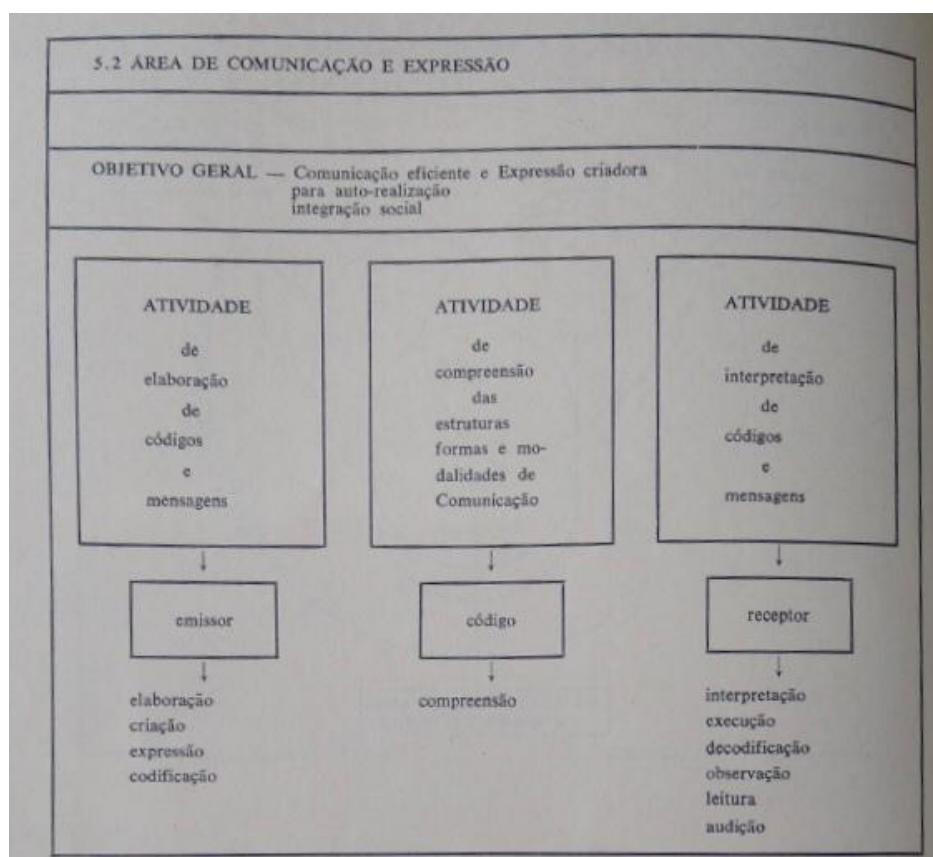 5.2 ÁREA DE COMUNICAÇÃO E EXPRESSÃO
OBJETIVO GERAL — Comunicação eficiente e Expressão criadora
para auto-realização
integração social
ATIVIDADE
de
elaboração
de
códigos
e
mensagens
ATIVIDADE
de
compreensão
das
estruturas
formas e mo-
dalidades de
Comunicação
ATIVIDADE
de
interpretação
de
códigos
e
mensagens
↓
↓
↓
emissor
código
receptor
↓
↓
↓
elaboração
criação
expressão
codificação
compreensão
interpretação
execução
decodificação
observação
leitura
audição